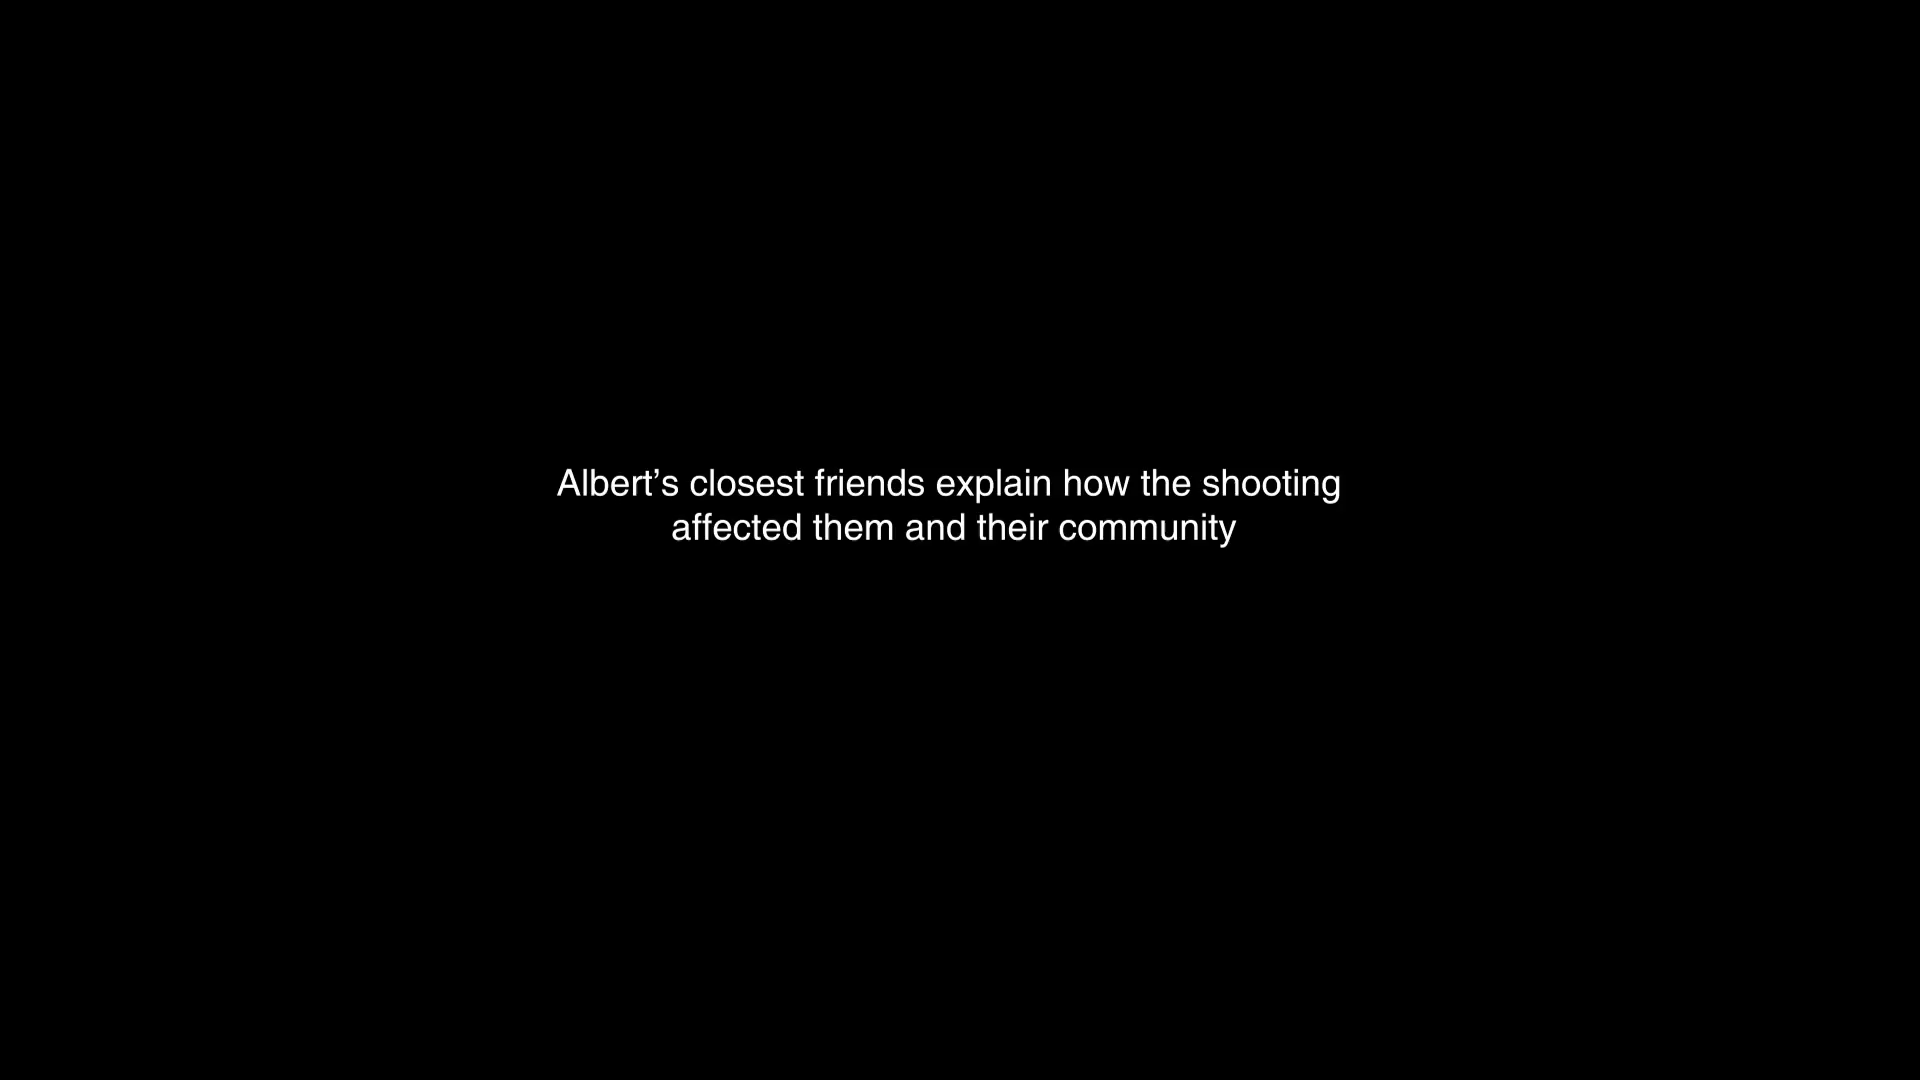 Albert’s closest friends explain how the shooting
affected them and their community